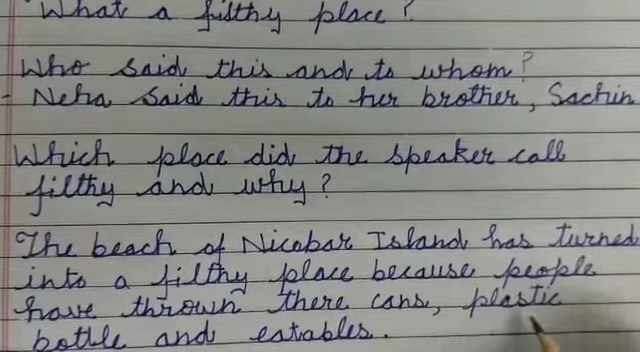 "What a filthy place?
Who said this and to whom?
- Neha said this to her brother, Sachin
Which place did the speaker call
filthy and why?
The beach of Nicobar Island has turned
into a filthy place because people
have thrown there cans, plastic
bottle and eatables.